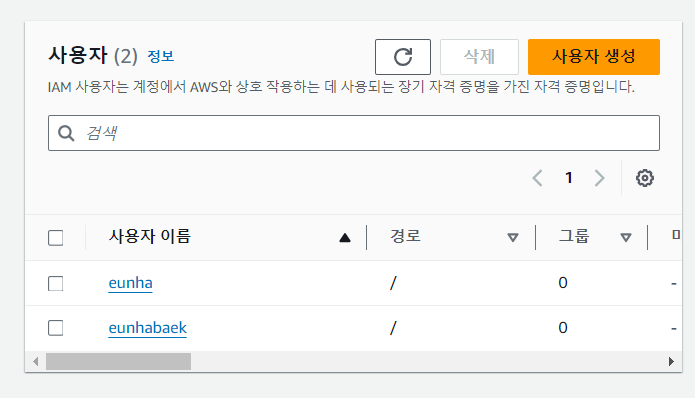 사용자 (2) 정보
삭제
사용자 생성
IAM 사용자는 계정에서 AWS와 상호 작용하는 데 사용되는 장기 자격 증명을 가진 자격 증명입니다.
검색
1
사용자 이름 경로 그룹
eunha / 0 -
eunhabaek / 0 -